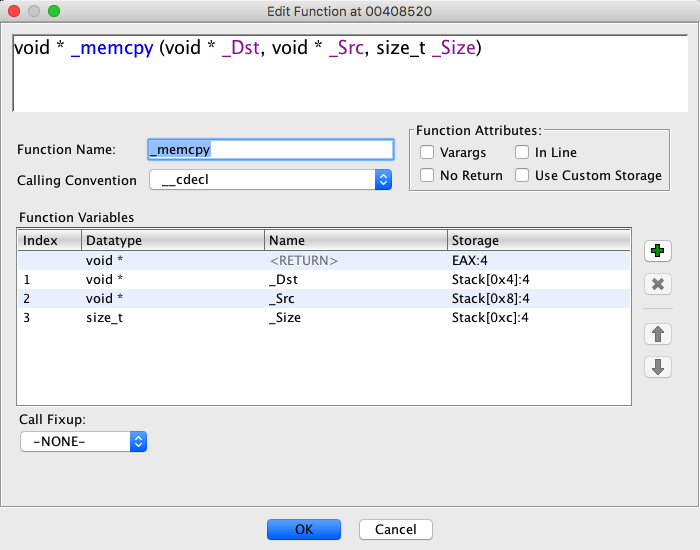 Edit Function at 00408520
void * _memcpy (void * _Dst, void * _Src, size_t _Size)
Function Name: _memcpy
Calling Convention __cdecl
Function Attributes:
Varargs In Line
No Return Use Custom Storage
Function Variables
Index Datatype Name Storage
void * <RETURN> EAX:4
1 void * _Dst Stack[0x4]:4
2 void * _Src Stack[0x8]:4
3 size_t _Size Stack[0xc]:4
Call Fixup:
-NONE-
OK Cancel